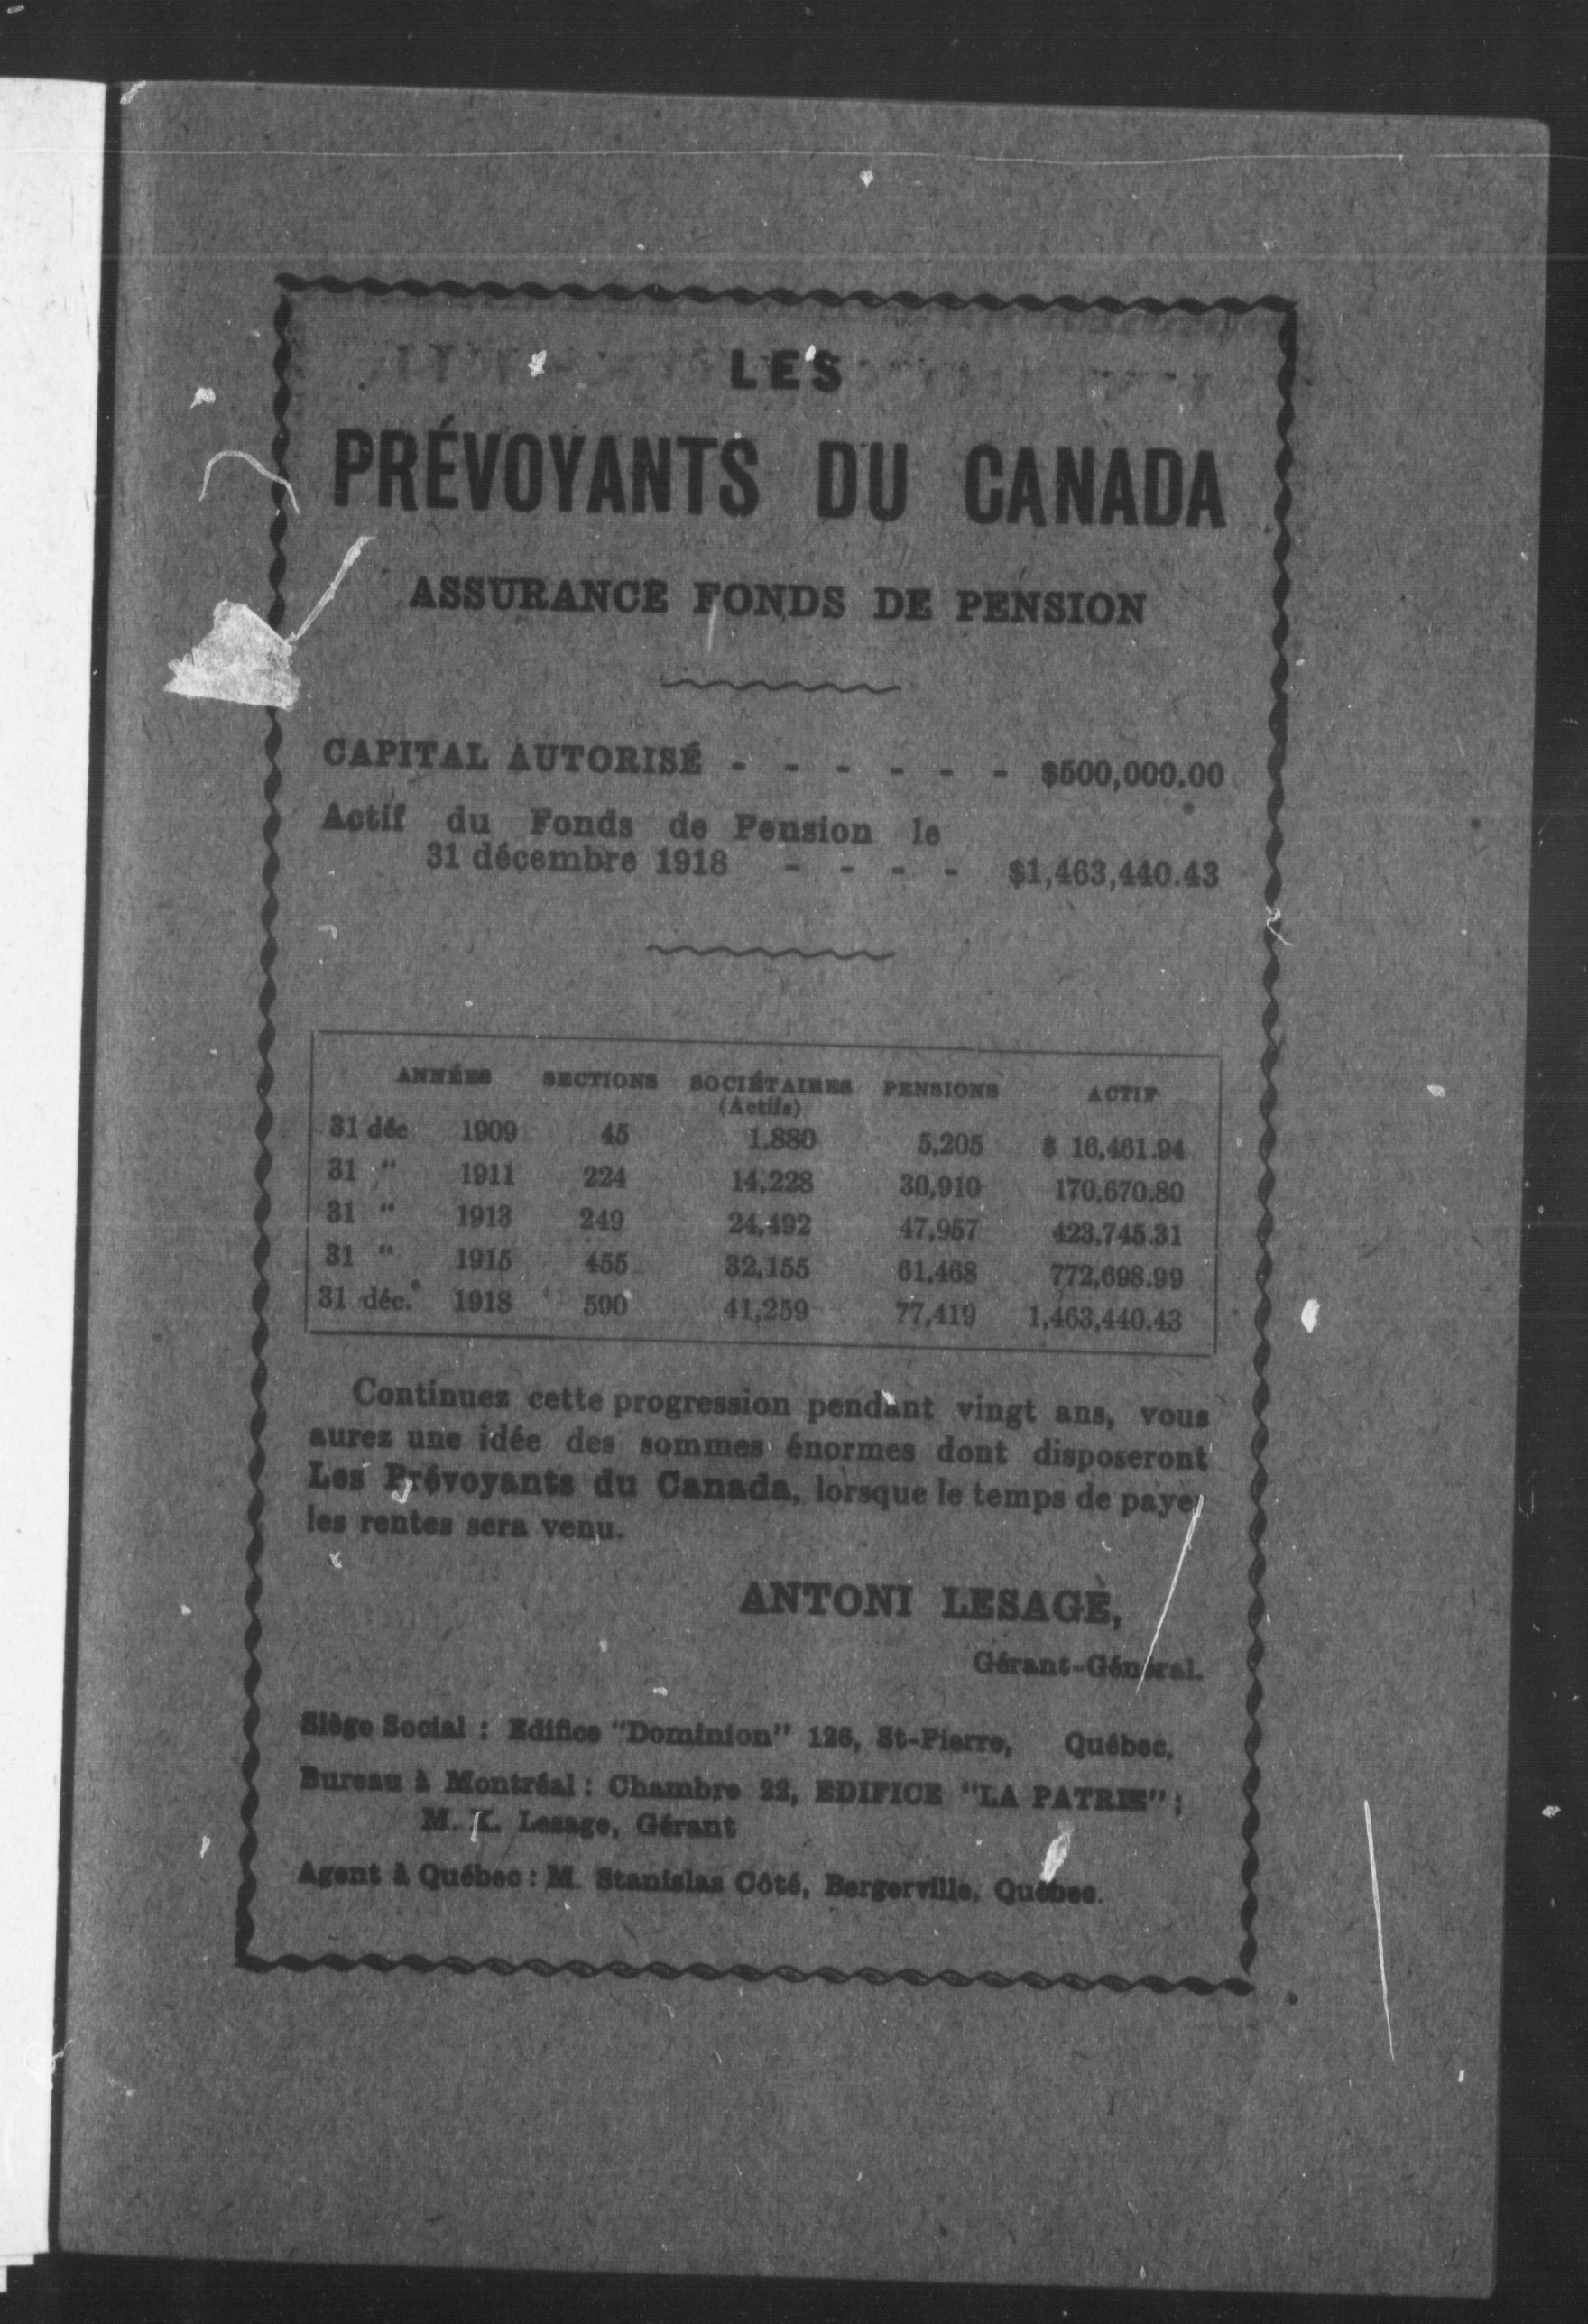 LES
PRÉVOYANTS DU CANADA
ASSURANCE FONDS DE PENSION
CAPITAL AUTORISÉ - - - - - - $500,000.00
Actif du Fonds de Pension le
31 décembre 1918 - - - - $1,463,440.43
ANNÉES SECTIONS SOCIÉTAIRES PENSIONS ACTIF
(Actifs)
31 déc 1909 45 1,880 5,205 $ 16,461.94
31 " 1911 224 14,228 30,910 170,670.80
31 " 1913 249 24,492 47,957 423,745.31
31 " 1915 455 32,155 61,468 772,698.99
31 déc. 1918 500 41,259 77,419 1,463,440.43
Continuez cette progression pendant vingt ans, vous
aurez une idée des sommes énormes dont disposeront
Les Prévoyants du Canada, lorsque le temps de payer
les rentes sera venu.
ANTONI LESAGE,
Gérant-Général.
Siège Social : Edifice "Dominion" 126, St-Pierre, Québec.
Bureau à Montréal : Chambre 22, EDIFICE "LA PATRIE" ;
M. X. Lesage, Gérant
Agent à Québec : M. Stanislas Côté, Bergerville, Québec.